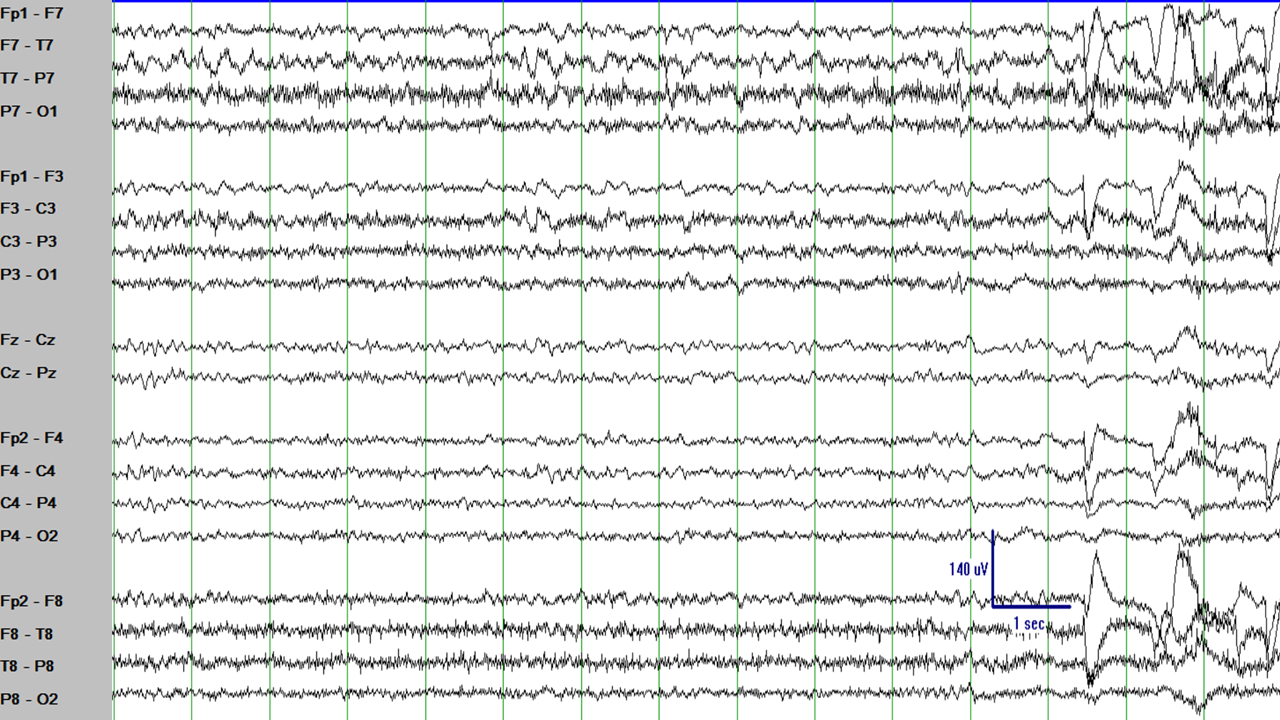 Fp1 - F7
F7 - T7
T7 - P7
P7 - O1
Fp1 - F3
F3 - C3
C3 - P3
P3 - O1
Fz - Cz
Cz - Pz
Fp2 - F4
F4 - C4
C4 - P4
P4 - O2
140 uV
Fp2 - F8
1 sec
F8 - T8
T8 - P8
P8 - O2